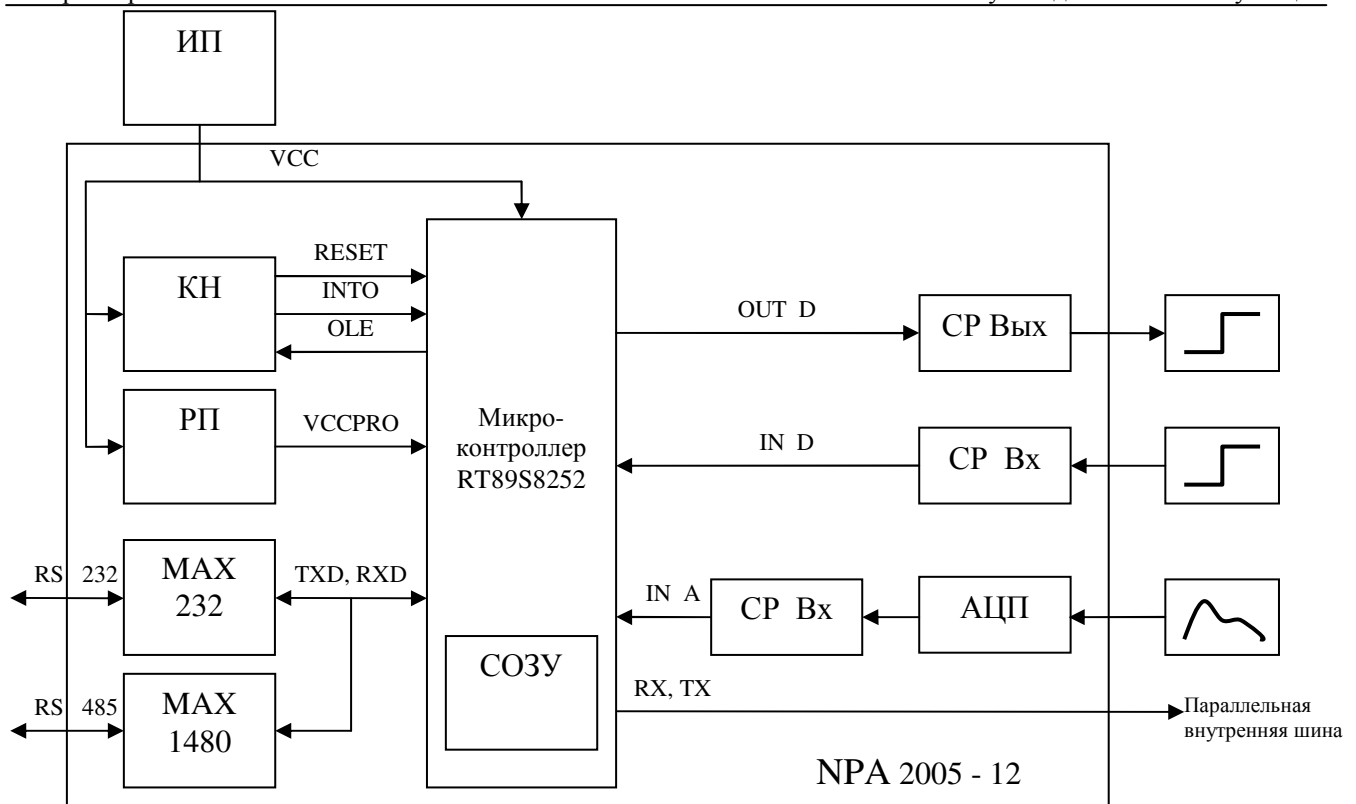 ИП
VCC
КН
RESET
INTO
OLE
РП
VCCPRO
Микро-
контроллер
RT89S8252
OUT D
СР Вых
IN D
СР Вх
RS 232
MAX
232
TXD, RXD
IN A
СР Вх
АЦП
СОЗУ
RX, TX
Параллельная
внутренняя шина
RS 485
MAX
1480
NPA 2005 - 12